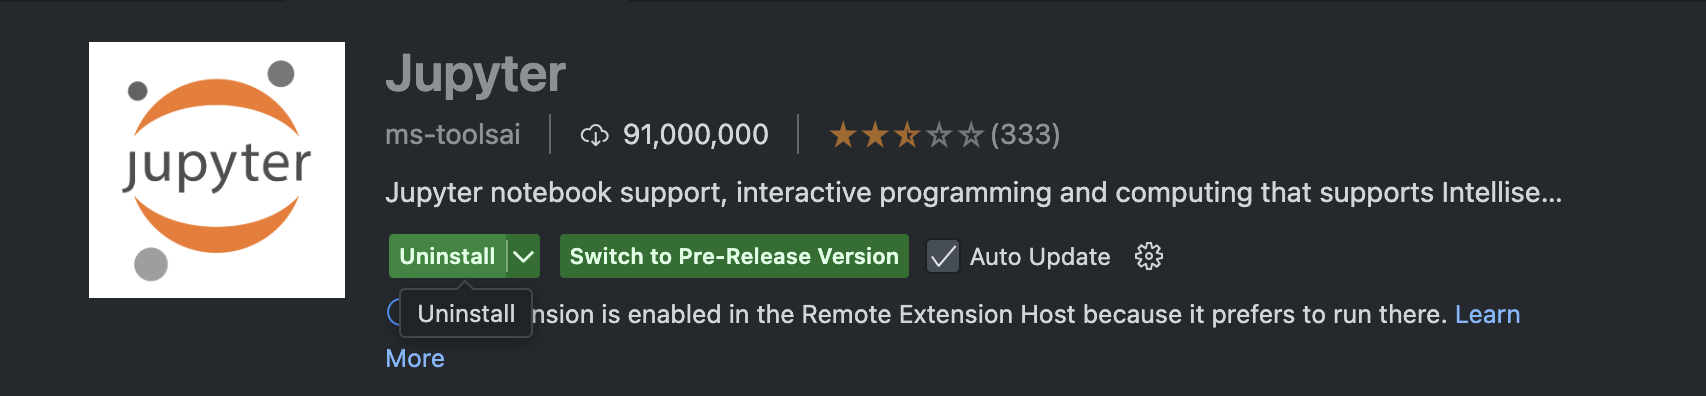 Jupyter
jupyter
ms-toolsai 91,000,000 (333)
Jupyter notebook support, interactive programming and computing that supports Intellise...
Uninstall Switch to Pre-Release Version Auto Update
Uninstall
nsion is enabled in the Remote Extension Host because it prefers to run there. Learn
More